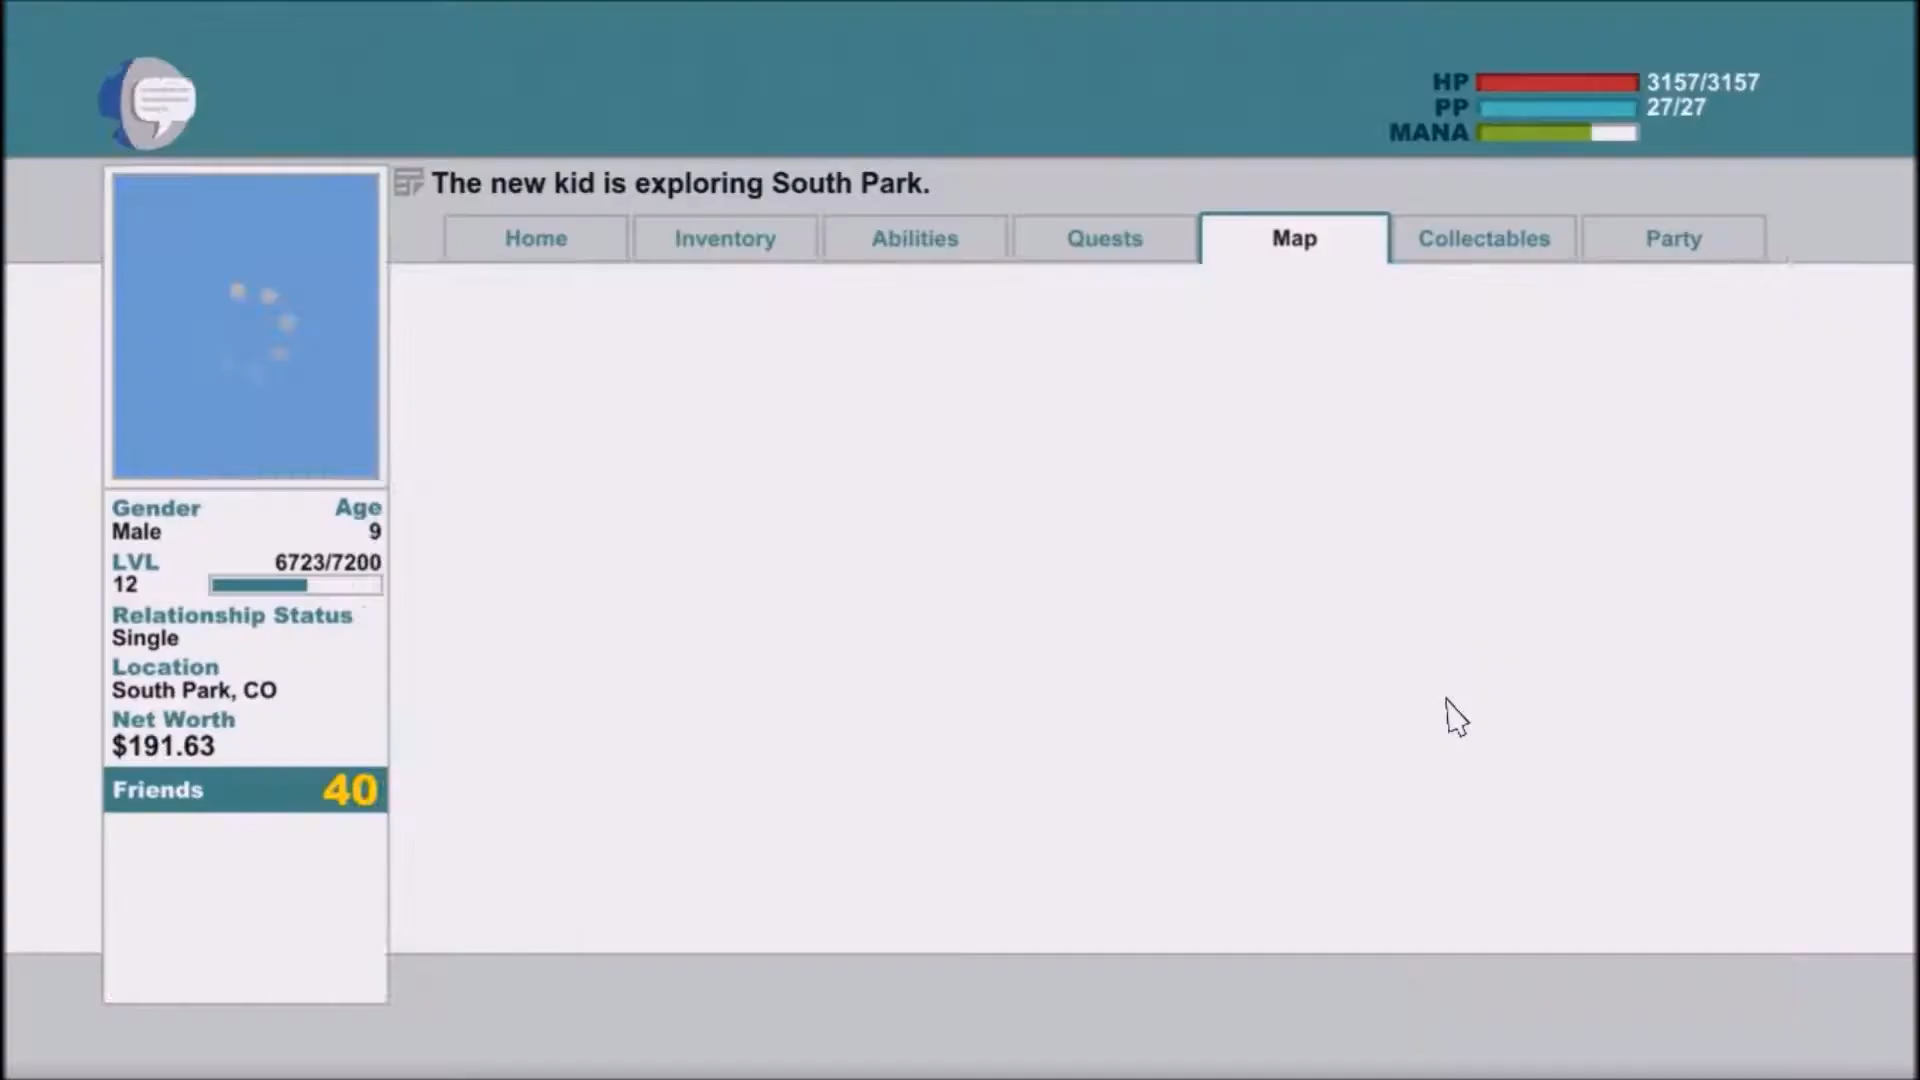 HP 3157/3157
PP 27/27
MANA
The new kid is exploring South Park.
Home Inventory Abilities Quests Map Collectables Party
Gender Age
Male 9
LVL 6723/7200
12
Relationship Status
Single
Location
South Park, CO
Net Worth
$191.63
Friends 40